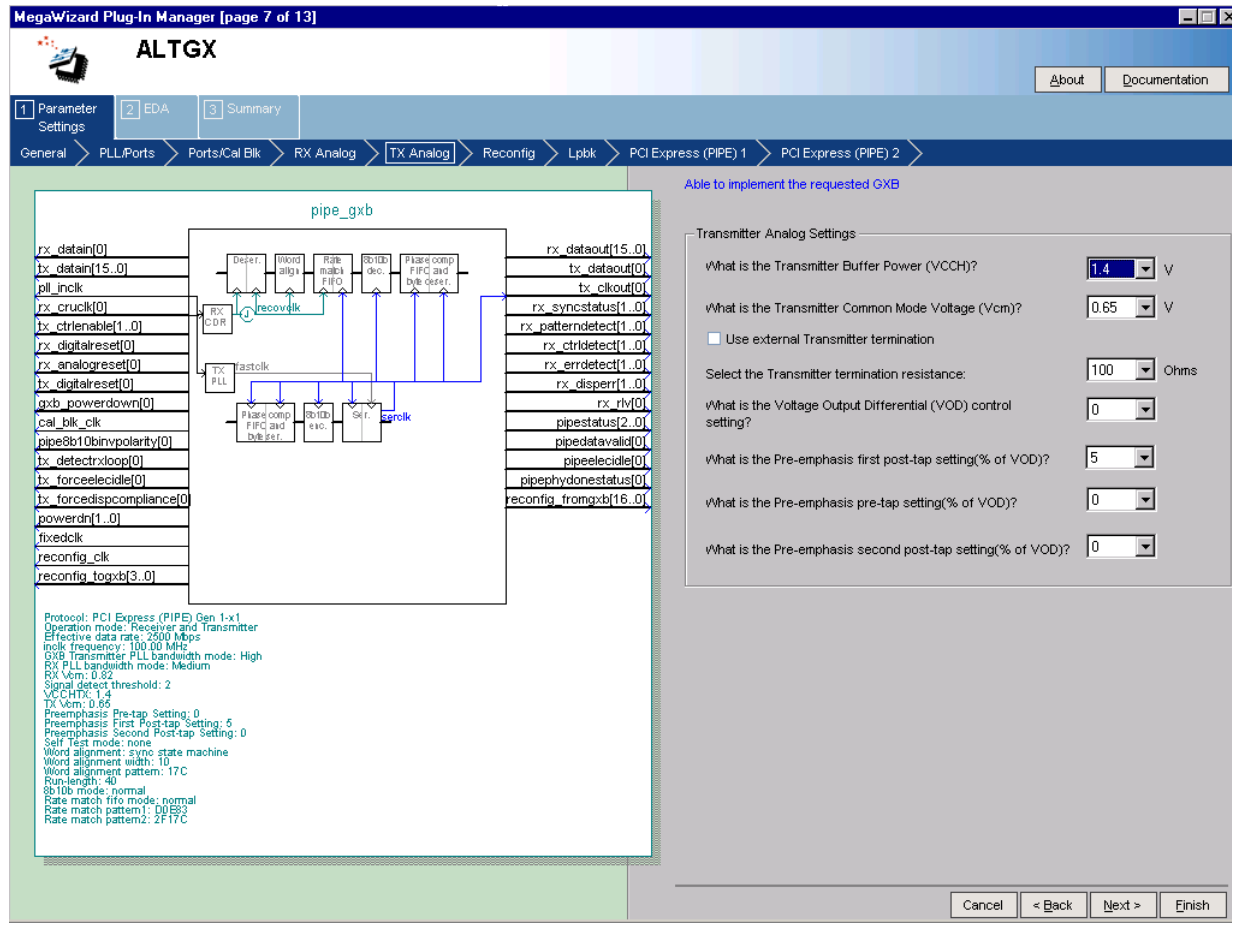 MegaWizard Plug-In Manager [page 7 of 13]
ALTGX
About
Documentation
1 Parameter Settings
2 EDA
3 Summary
General
PLL/Ports
Ports/Cal Blk
RX Analog
TX Analog
Reconfig
Lpbk
PCI Express (PIPE) 1
PCI Express (PIPE) 2
pipe_gxb
rx_datain[0]
tx_datain[15..0]
pll_inclk
rx_cruclk[0]
tx_ctrlenable[1..0]
rx_digitalreset[0]
rx_analogreset[0]
tx_digitalreset[0]
gxb_powerdown[0]
cal_blk_clk
pipe8b10binvpolarity[0]
tx_detectrxloop[0]
tx_forceelecidle[0]
tx_forcedispcompliance[0]
powerdn[1..0]
fixedclk
reconfig_clk
reconfig_togxb[3..0]
Deser.
Word align
Rate match FIFO
8b10b dec.
Phase comp FIFO and byte deser.
RX CDR
recovclk
TX PLL
fastclk
Phase comp FIFO and byte ser.
8b10b enc.
Ser.
serclk
rx_dataout[15..0]
tx_dataout[0]
tx_clkout[0]
rx_syncstatus[1..0]
rx_patterndetect[1..0]
rx_ctrldetect[1..0]
rx_errdetect[1..0]
rx_disperr[1..0]
rx_rlv[0]
pipestatus[2..0]
pipedatavalid[0]
pipeelecidle[0]
pipephydonestatus[0]
reconfig_fromgxb[16..0]
Protocol: PCI Express (PIPE) Gen 1-x1
Operation mode: Receiver and Transmitter
Effective data rate: 2500 Mbps
inclk frequency: 100.00 MHz
GXB Transmitter PLL bandwidth mode: High
RX PLL bandwidth mode: Medium
RX Vcm: 0.82
Signal detect threshold: 2
VCCHTX: 1.4
TX Vcm: 0.65
Preemphasis Pre-tap Setting: 0
Preemphasis First Post-tap Setting: 5
Preemphasis Second Post-tap Setting: 0
Self Test mode: none
Word alignment: sync state machine
Word alignment width: 10
Word alignment pattern: 17C
Run-length: 40
8b10b mode: normal
Rate match fifo mode: normal
Rate match pattern1: D0E83
Rate match pattern2: 2F17C
Able to implement the requested GXB
Transmitter Analog Settings
What is the Transmitter Buffer Power (VCCH)? 1.4 V
What is the Transmitter Common Mode Voltage (Vcm)? 0.65 V
Use external Transmitter termination
Select the Transmitter termination resistance: 100 Ohms
What is the Voltage Output Differential (VOD) control
setting? 0
What is the Pre-emphasis first post-tap setting(% of VOD)? 5
What is the Pre-emphasis pre-tap setting(% of VOD)? 0
What is the Pre-emphasis second post-tap setting(% of VOD)? 0
Cancel
< Back
Next >
Finish